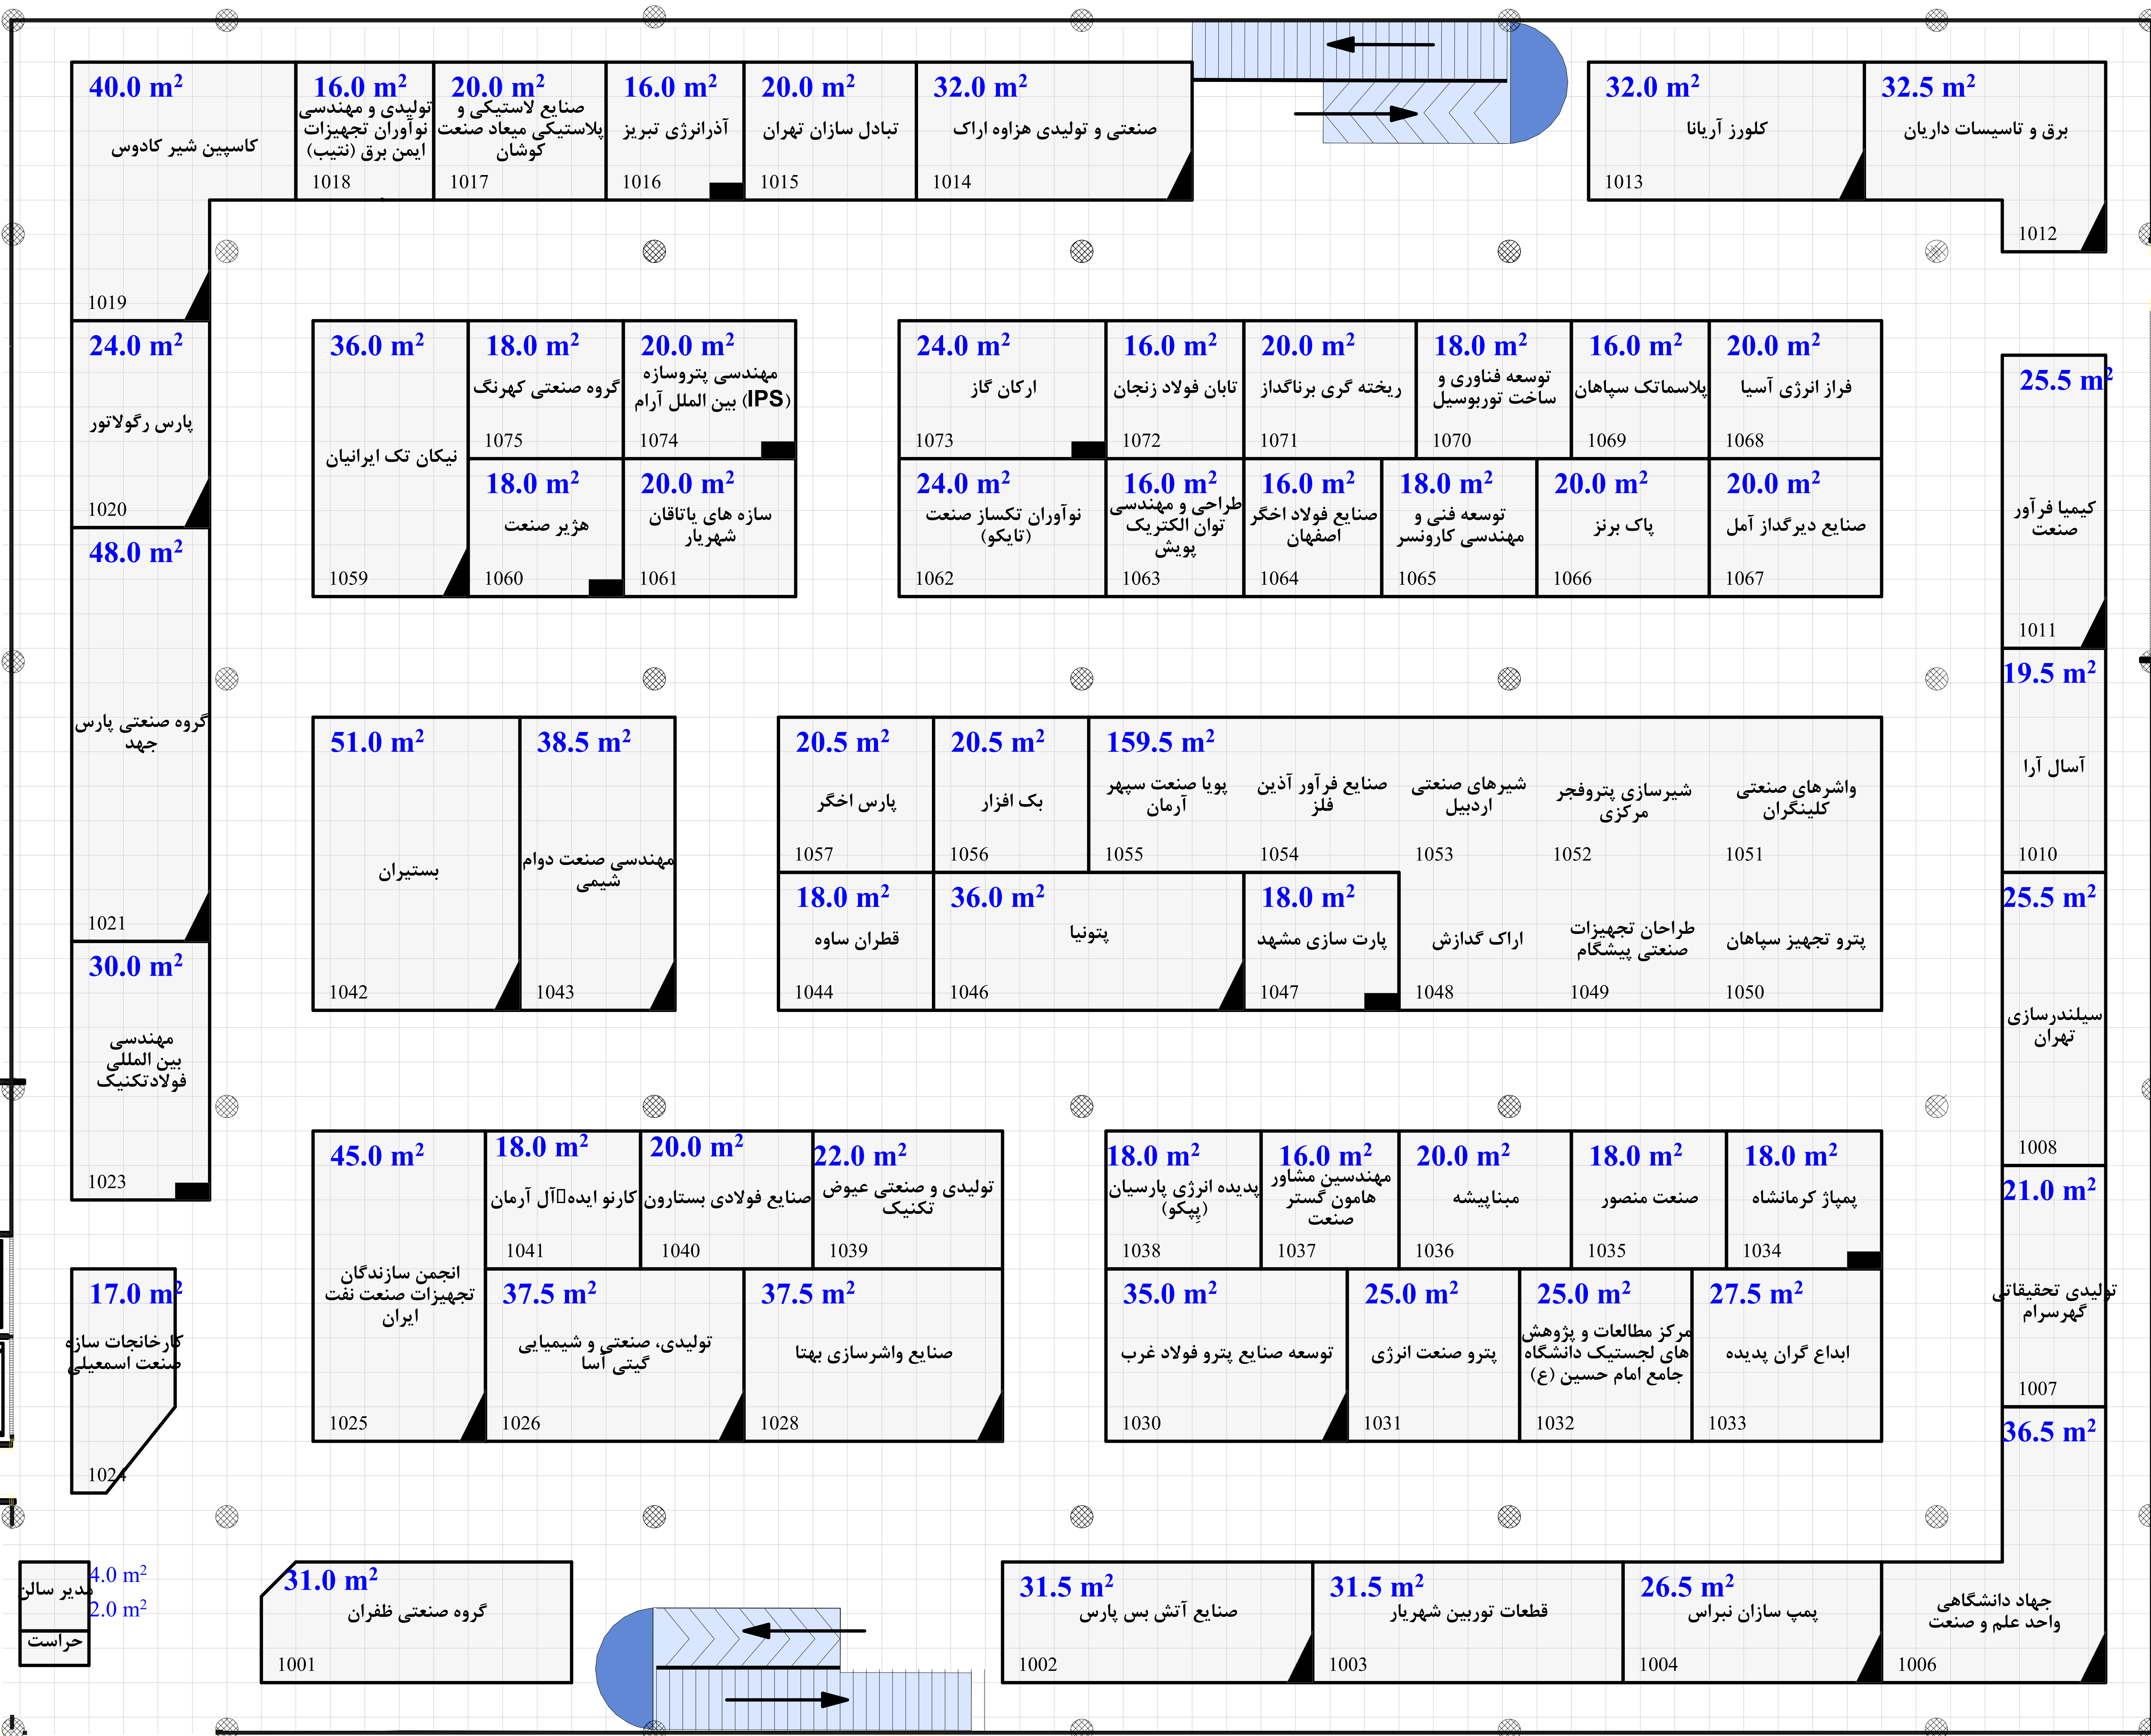 40.0 m²
کاسپین شیر کادوس
1019
16.0 m²
تولیدی و مهندسی
نوآوران تجهیزات
ایمن برق (نتیب)
1018
20.0 m²
صنایع لاستیکی و
پلاستیکی میعاد صنعت
کوشان
1017
16.0 m²
آذرانرژی تبریز
1016
20.0 m²
تبادل سازان تهران
1015
32.0 m²
صنعتی و تولیدی هزاوه اراک
1014
32.0 m²
کلورز آریانا
1013
32.5 m²
برق و تاسیسات داریان
1012
24.0 m²
پارس رگولاتور
1020
36.0 m²
نیکان تک ایرانیان
1059
18.0 m²
گروه صنعتی کهرنگ
1075
20.0 m²
مهندسی پتروسازه
بین الملل آرام (IPS)
1074
18.0 m²
هژیر صنعت
1060
20.0 m²
سازه های یاتاقان
شهریار
1061
24.0 m²
ارکان گاز
1073
16.0 m²
تابان فولاد زنجان
1072
20.0 m²
ریخته گری برناگداز
1071
18.0 m²
توسعه فناوری و
ساخت توربوسیل
1070
16.0 m²
پلاسماتک سپاهان
1069
20.0 m²
فراز انرژی آسیا
1068
24.0 m²
نوآوران تکساز صنعت
(تایکو)
1062
16.0 m²
طراحی و مهندسی
توان الکتریک
پویش
1063
16.0 m²
صنایع فولاد اخگر
اصفهان
1064
18.0 m²
توسعه فنی و
مهندسی کارونسر
1065
20.0 m²
پاک برنز
1066
20.0 m²
صنایع دیرگداز آمل
1067
25.5 m²
کیمیا فرآور
صنعت
1011
48.0 m²
گروه صنعتی پارس
جهد
1021
51.0 m²
بستیران
1042
38.5 m²
مهندسی صنعت دوام
شیمی
1043
20.5 m²
پارس اخگر
1057
20.5 m²
بک افزار
1056
159.5 m²
پویا صنعت سپهر
آرمان
1055
صنایع فرآور آذین
فلز
1054
شیرهای صنعتی
اردبیل
1053
شیرسازی پتروفجر
مرکزی
1052
واشرهای صنعتی
کلینگران
1051
18.0 m²
قطران ساوه
1044
36.0 m²
پتونیا
1046
18.0 m²
پارت سازی مشهد
1047
اراک گدازش
1048
طراحان تجهیزات
صنعتی پیشگام
1049
پترو تجهیز سپاهان
1050
19.5 m²
آسال آرا
1010
25.5 m²
سیلندرسازی
تهران
1008
30.0 m²
مهندسی
بین المللی
فولادتکنیک
1023
45.0 m²
انجمن سازندگان
تجهیزات صنعت نفت
ایران
1025
18.0 m²
کارنو ایده▯آل آرمان
1041
20.0 m²
صنایع فولادی بستارون
1040
22.0 m²
تولیدی و صنعتی عیوض
تکنیک
1039
37.5 m²
تولیدی، صنعتی و شیمیایی
گیتی آسا
1026
37.5 m²
صنایع واشرسازی بهتا
1028
18.0 m²
پدیده انرژی پارسیان
(پِپکو)
1038
16.0 m²
مهندسین مشاور
هامون گستر
صنعت
1037
20.0 m²
مبناپیشه
1036
18.0 m²
صنعت منصور
1035
18.0 m²
پمپاژ کرمانشاه
1034
35.0 m²
توسعه صنایع پترو فولاد غرب
1030
25.0 m²
پترو صنعت انرژی
1031
25.0 m²
مرکز مطالعات و پژوهش
های لجستیک دانشگاه
جامع امام حسین (ع)
1032
27.5 m²
ابداع گران پدیده
1033
21.0 m²
تولیدی تحقیقاتی
گهرسرام
1007
17.0 m²
کارخانجات سازه
صنعت اسمعیلی
1024
4.0 m²
مدیر سالن
2.0 m²
حراست
31.0 m²
گروه صنعتی ظفران
1001
31.5 m²
صنایع آتش بس پارس
1002
31.5 m²
قطعات توربین شهریار
1003
26.5 m²
پمپ سازان نبراس
1004
36.5 m²
جهاد دانشگاهی
واحد علم و صنعت
1006